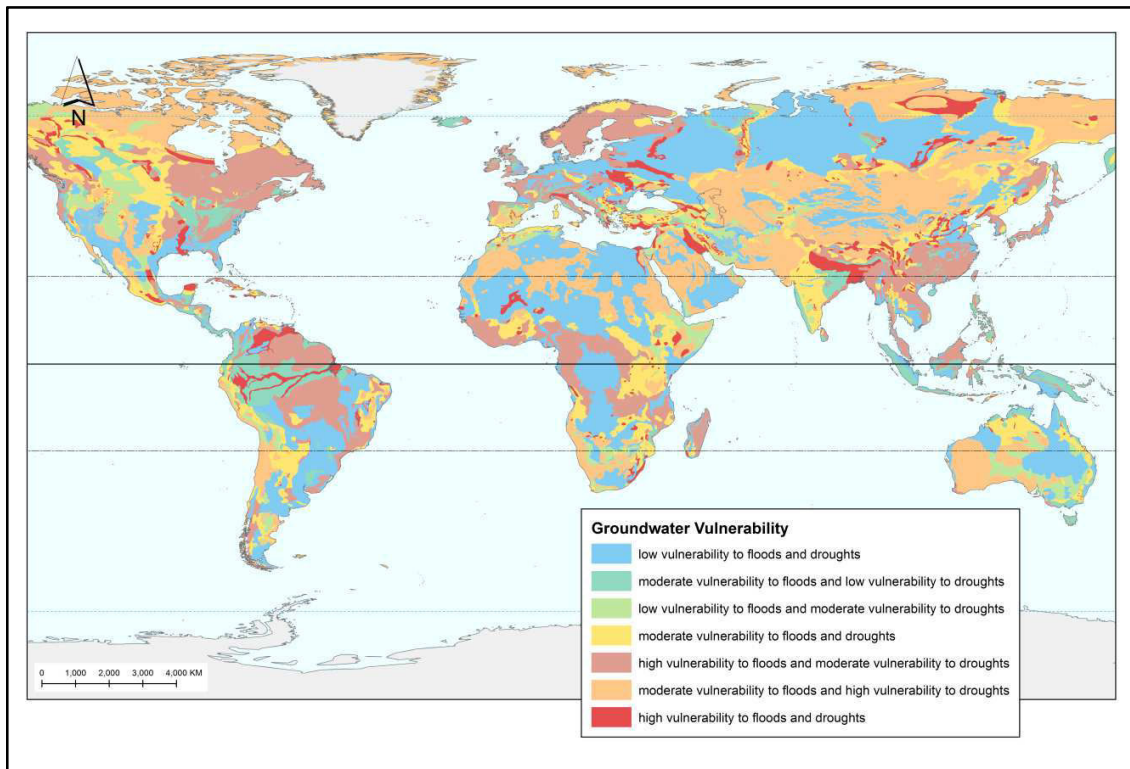 N
Groundwater Vulnerability
low vulnerability to floods and droughts
moderate vulnerability to floods and low vulnerability to droughts
low vulnerability to floods and moderate vulnerability to droughts
moderate vulnerability to floods and droughts
high vulnerability to floods and moderate vulnerability to droughts
moderate vulnerability to floods and high vulnerability to droughts
high vulnerability to floods and droughts
0 1,000 2,000 3,000 4,000 KM